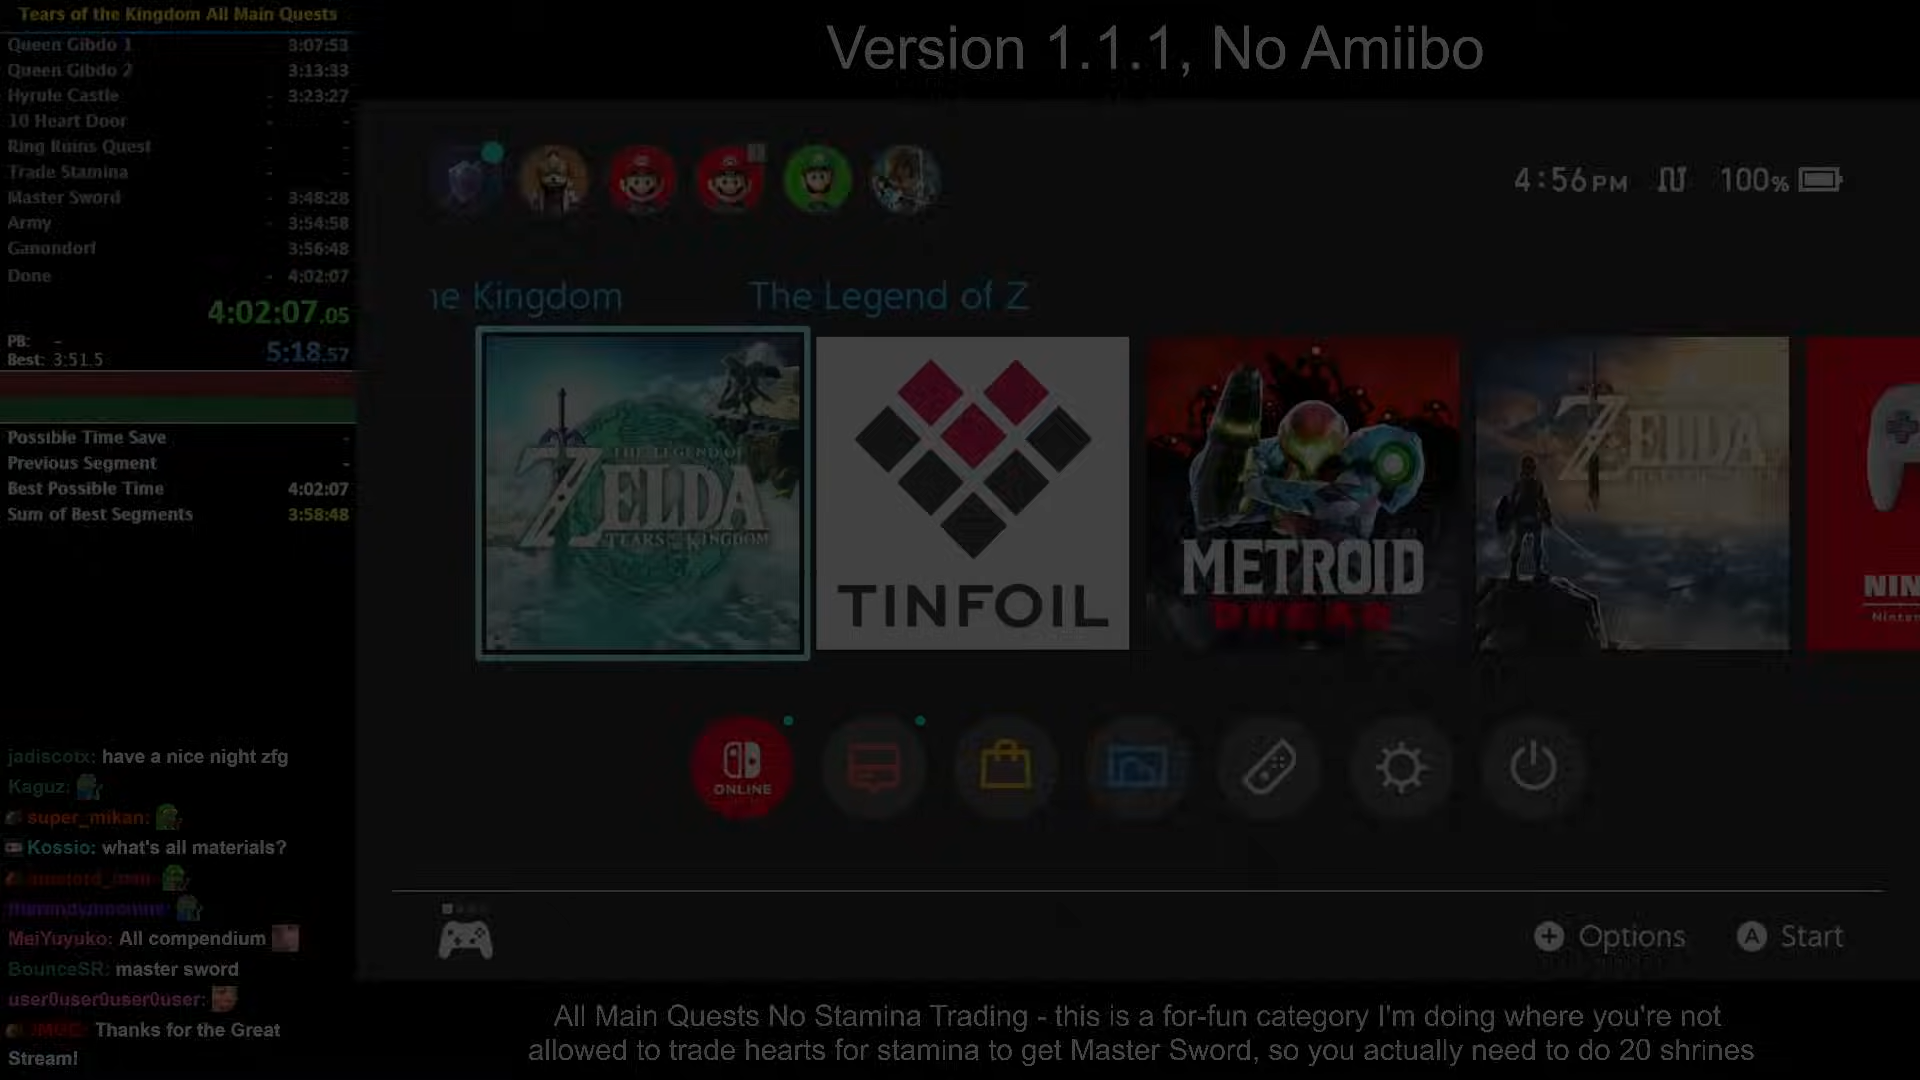 Tears of the Kingdom All Main Quests
Version 1.1.1, No Amiibo
Queen Gibdo 1 3:07:53
Queen Gibdo 2 3:13:33
Hyrule Castle - 3:23:27
10 Heart Door - -
Ring Ruins Quest - -
Trade Stamina - -
Master Sword - 3:48:28
Army - 3:54:58
Ganondorf - 3:56:48
Done - 4:02:07
4:02:07.05
PB: - 5:18.57
Best: 3:51.5
Possible Time Save -
Previous Segment -
Best Possible Time 4:02:07
Sum of Best Segments 3:58:48
4:56 PM 100%
he Kingdom The Legend of Z
THE LEGEND OF
ZELDA
TEARS OF THE KINGDOM
TINFOIL
METROID
DREAD
ZELDA
NIN
Ninten
ONLINE
jadiscotx: have a nice night zfg
Kaguz:
super_mikan:
Kossio: what's all materials?
MeiYuyuko: All compendium
BounceSR: master sword
user0user0user0user:
Thanks for the Great
Stream!
Options
A Start
All Main Quests No Stamina Trading - this is a for-fun category I'm doing where you're not
allowed to trade hearts for stamina to get Master Sword, so you actually need to do 20 shrines